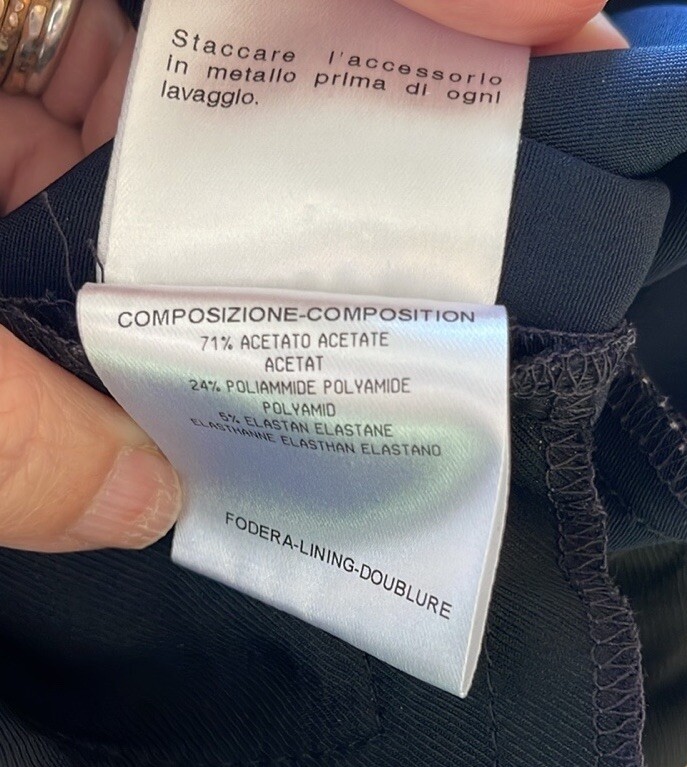 Staccare l'accessorio
in metallo prima di ogni
lavaggio.
COMPOSIZIONE-COMPOSITION
71% ACETATO ACETATE
ACETAT
24% POLIAMMIDE POLYAMIDE
POLYAMID
5% ELASTAN ELASTANE
ELASTHANNE ELASTHAN ELASTANO
FODERA-LINING-DOUBLURE